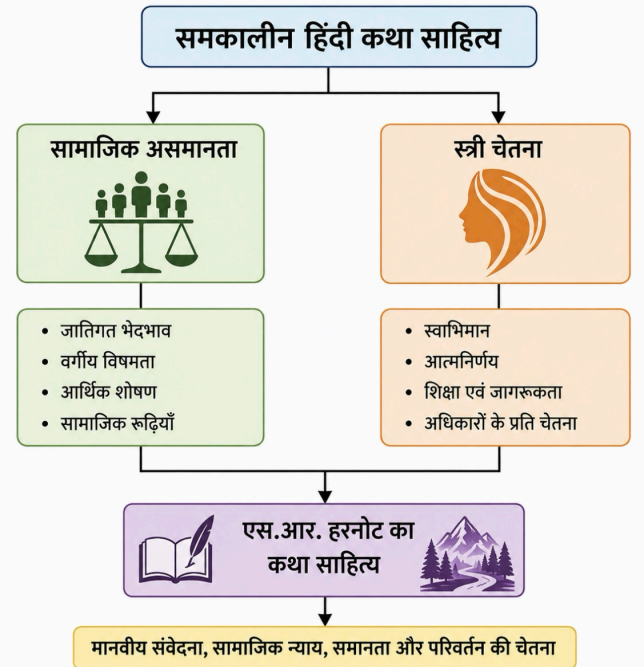 समकालीन हिंदी कथा साहित्य
सामाजिक असमानता
• जातिगत भेदभाव
• वर्गीय विषमता
• आर्थिक शोषण
• सामाजिक रूढ़ियाँ
स्त्री चेतना
• स्वाभिमान
• आत्मनिर्णय
• शिक्षा एवं जागरूकता
• अधिकारों के प्रति चेतना
एस.आर. हरनोट का
कथा साहित्य
मानवीय संवेदना, सामाजिक न्याय, समानता और परिवर्तन की चेतना